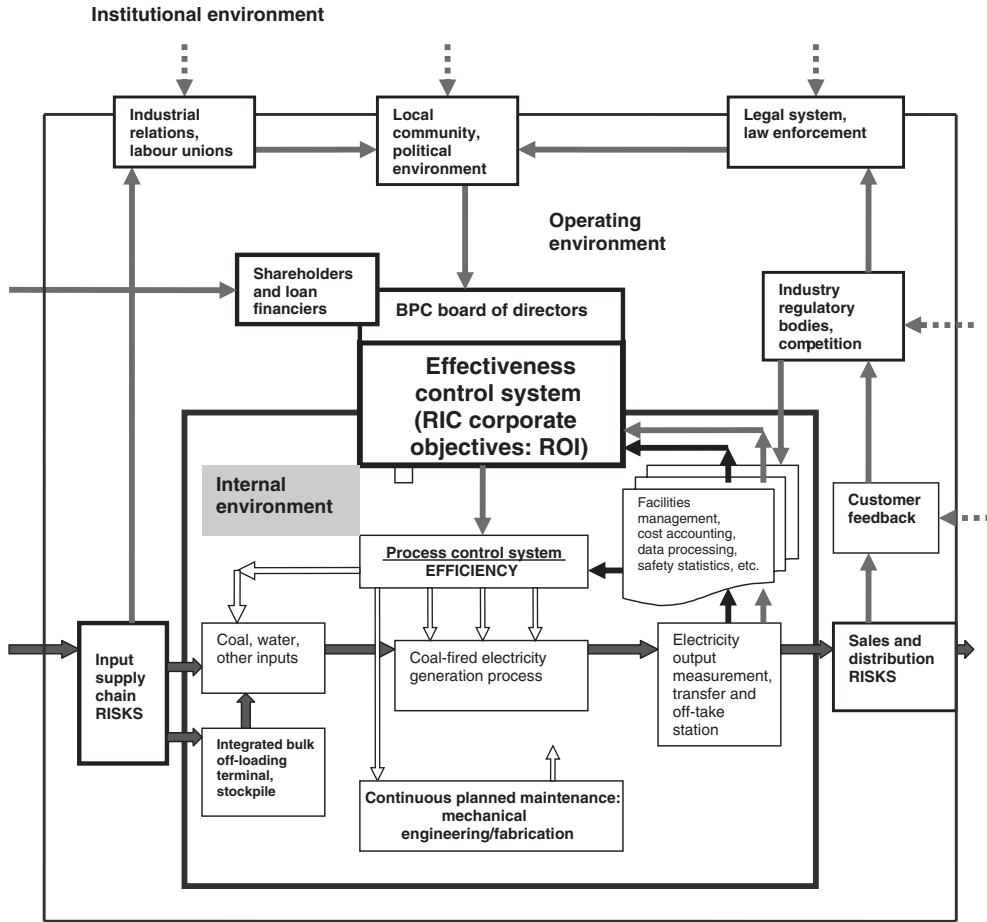 Institutional environment
Industrial
relations,
labour unions
Local
community,
political
environment
Legal system,
law enforcement
Operating
environment
Shareholders
and loan
financiers
BPC board of directors
Industry
regulatory
bodies,
competition
Effectiveness
control system
(RIC corporate
objectives: ROI)
Internal
environment
Facilities
management,
cost accounting,
data processing,
safety statistics, etc.
Customer
feedback
Process control system
EFFICIENCY
Input
supply
chain
RISKS
Coal, water,
other inputs
Coal-fired electricity
generation process
Electricity
output
measurement,
transfer and
off-take
station
Sales and
distribution
RISKS
Integrated bulk
off-loading
terminal,
stockpile
Continuous planned maintenance:
mechanical
engineering/fabrication